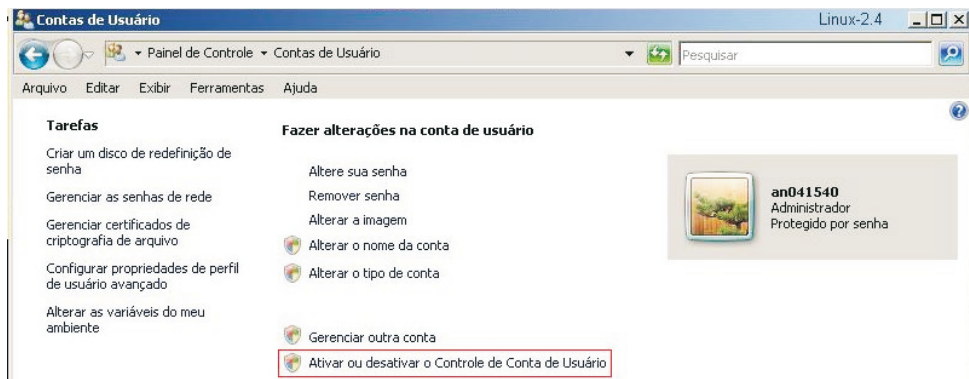 Contas de Usuário
Linux-2.4
Painel de Controle
Contas de Usuário
Pesquisar
Arquivo Editar Exibir Ferramentas Ajuda
Tarefas
Criar um disco de redefinição de
senha
Gerenciar as senhas de rede
Gerenciar certificados de
criptografia de arquivo
Configurar propriedades de perfil
de usuário avançado
Alterar as variáveis do meu
ambiente
Fazer alterações na conta de usuário
Altere sua senha
Remover senha
Alterar a imagem
Alterar o nome da conta
Alterar o tipo de conta
Gerenciar outra conta
Ativar ou desativar o Controle de Conta de Usuário
an041540
Administrador
Protegido por senha